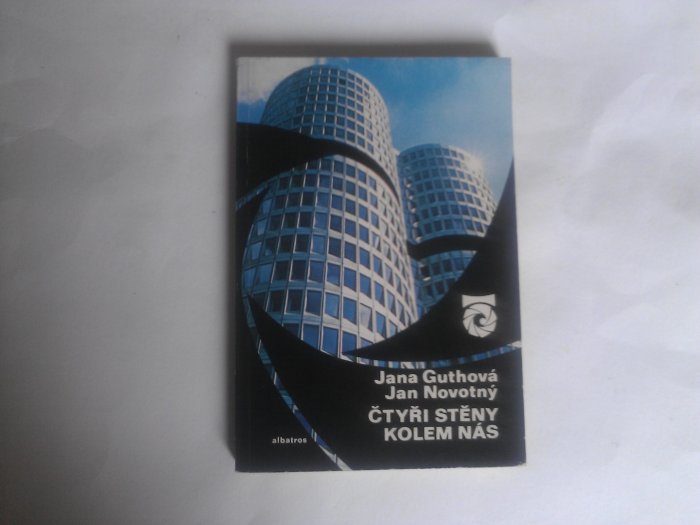 Jana Guthová
Jan Novotný
ČTYŘI STĚNY
KOLEM NÁS
albatros